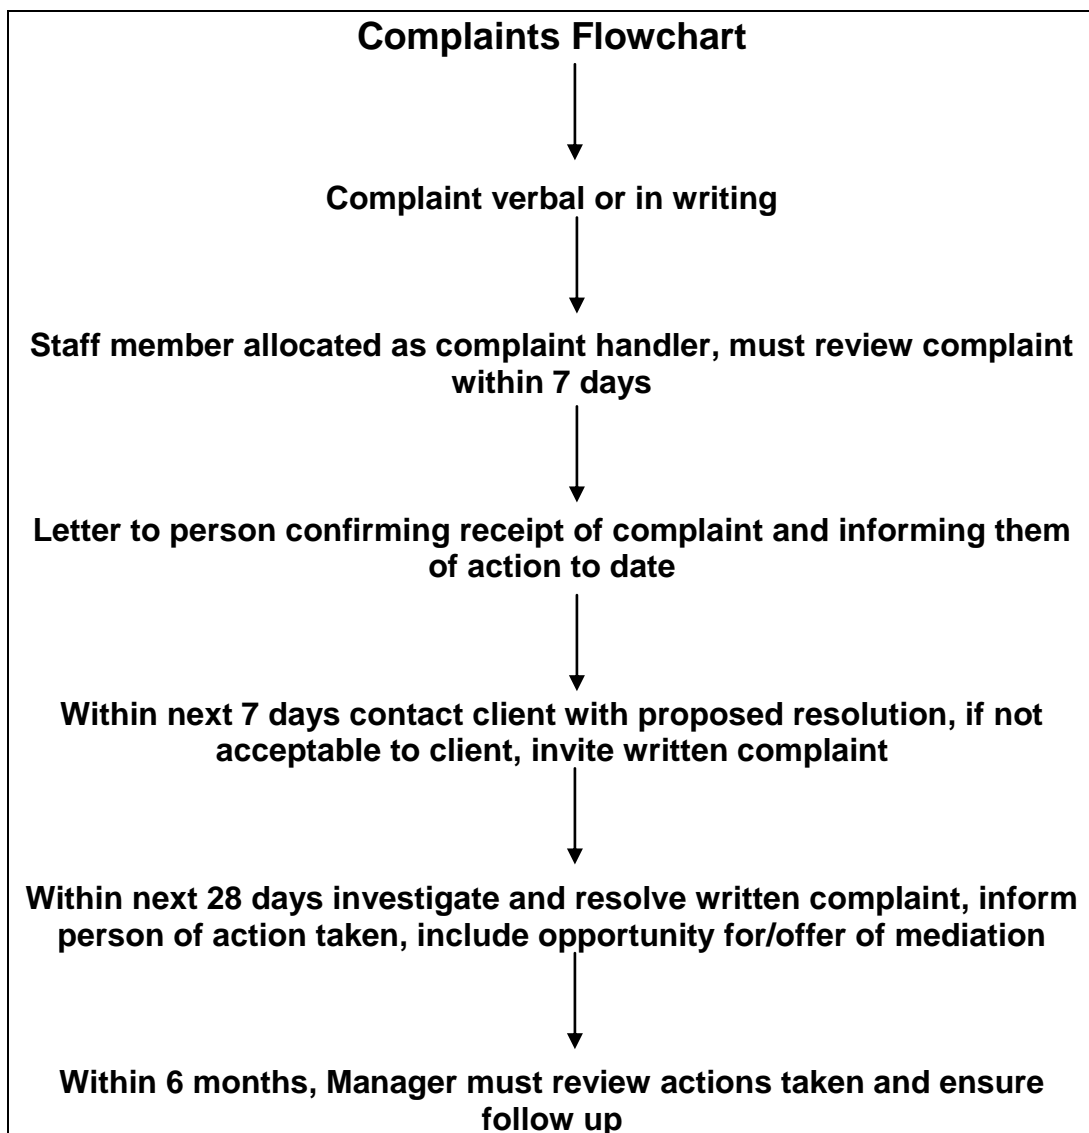 Complaints Flowchart
Complaint verbal or in writing
Staff member allocated as complaint handler, must review complaint
within 7 days
Letter to person confirming receipt of complaint and informing them
of action to date
Within next 7 days contact client with proposed resolution, if not
acceptable to client, invite written complaint
Within next 28 days investigate and resolve written complaint, inform
person of action taken, include opportunity for/offer of mediation
Within 6 months, Manager must review actions taken and ensure
follow up